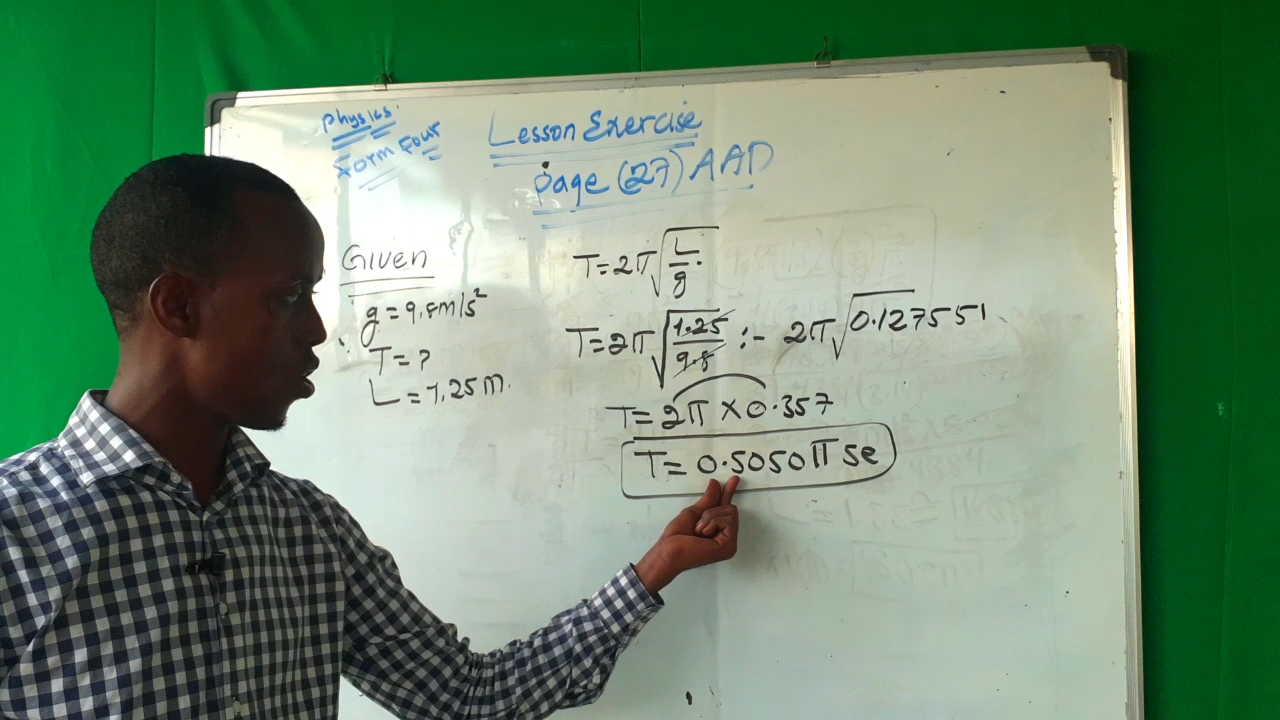 Physics
Form Four
Lesson Exercise
page (27) AAD
Given
g = 9.8m/s²
T = ?
L = 1.25m.
T = 2π√(L/g)
T = 2π√(1.25/9.8) :- 2π√0.127551
T = 2π × 0.357
T = 0.5050π se